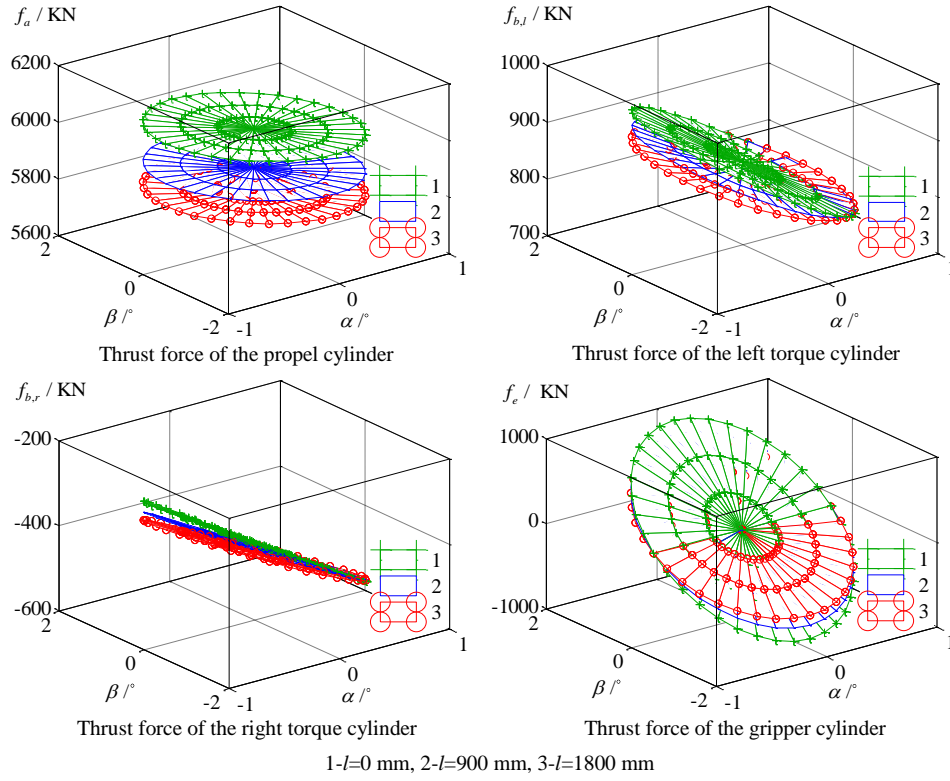 f_a / KN
6200
6000
5800
5600
2
0
-2
β /°
-1
0
1
α /°
1
2
3
Thrust force of the propel cylinder
f_{b,l} / KN
1000
900
800
700
2
0
-2
β /°
-1
0
1
α /°
1
2
3
Thrust force of the left torque cylinder
f_{b,r} / KN
-200
-400
-600
2
0
-2
β /°
-1
0
1
α /°
1
2
3
Thrust force of the right torque cylinder
f_e / KN
1000
0
-1000
2
0
-2
β /°
-1
0
1
α /°
1
2
3
Thrust force of the gripper cylinder
1-l=0 mm, 2-l=900 mm, 3-l=1800 mm